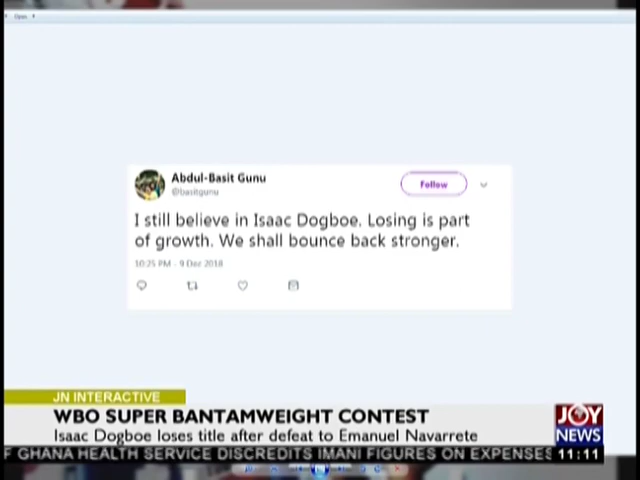 Open
Abdul-Basit Gunu
@basitgunu
Follow
I still believe in Isaac Dogboe. Losing is part
of growth. We shall bounce back stronger.
10:25 PM - 9 Dec 2018
JN INTERACTIVE
WBO SUPER BANTAMWEIGHT CONTEST
Isaac Dogboe loses title after defeat to Emanuel Navarrete
JOY
NEWS
F GHANA HEALTH SERVICE DISCREDITS IMANI FIGURES ON EXPENSES
11:11